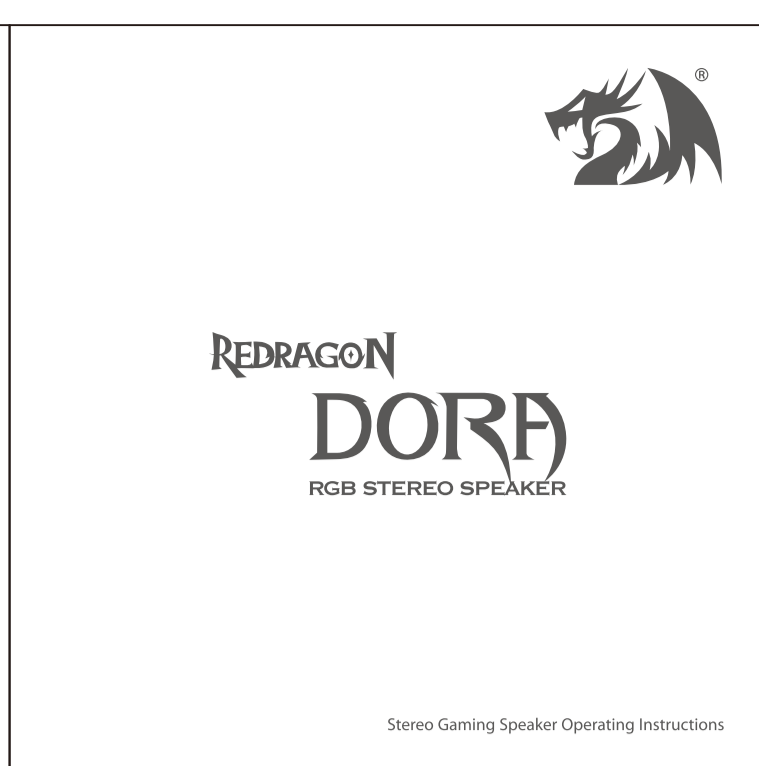 ®
REDRAGON
DORA
RGB STEREO SPEAKER
Stereo Gaming Speaker Operating Instructions